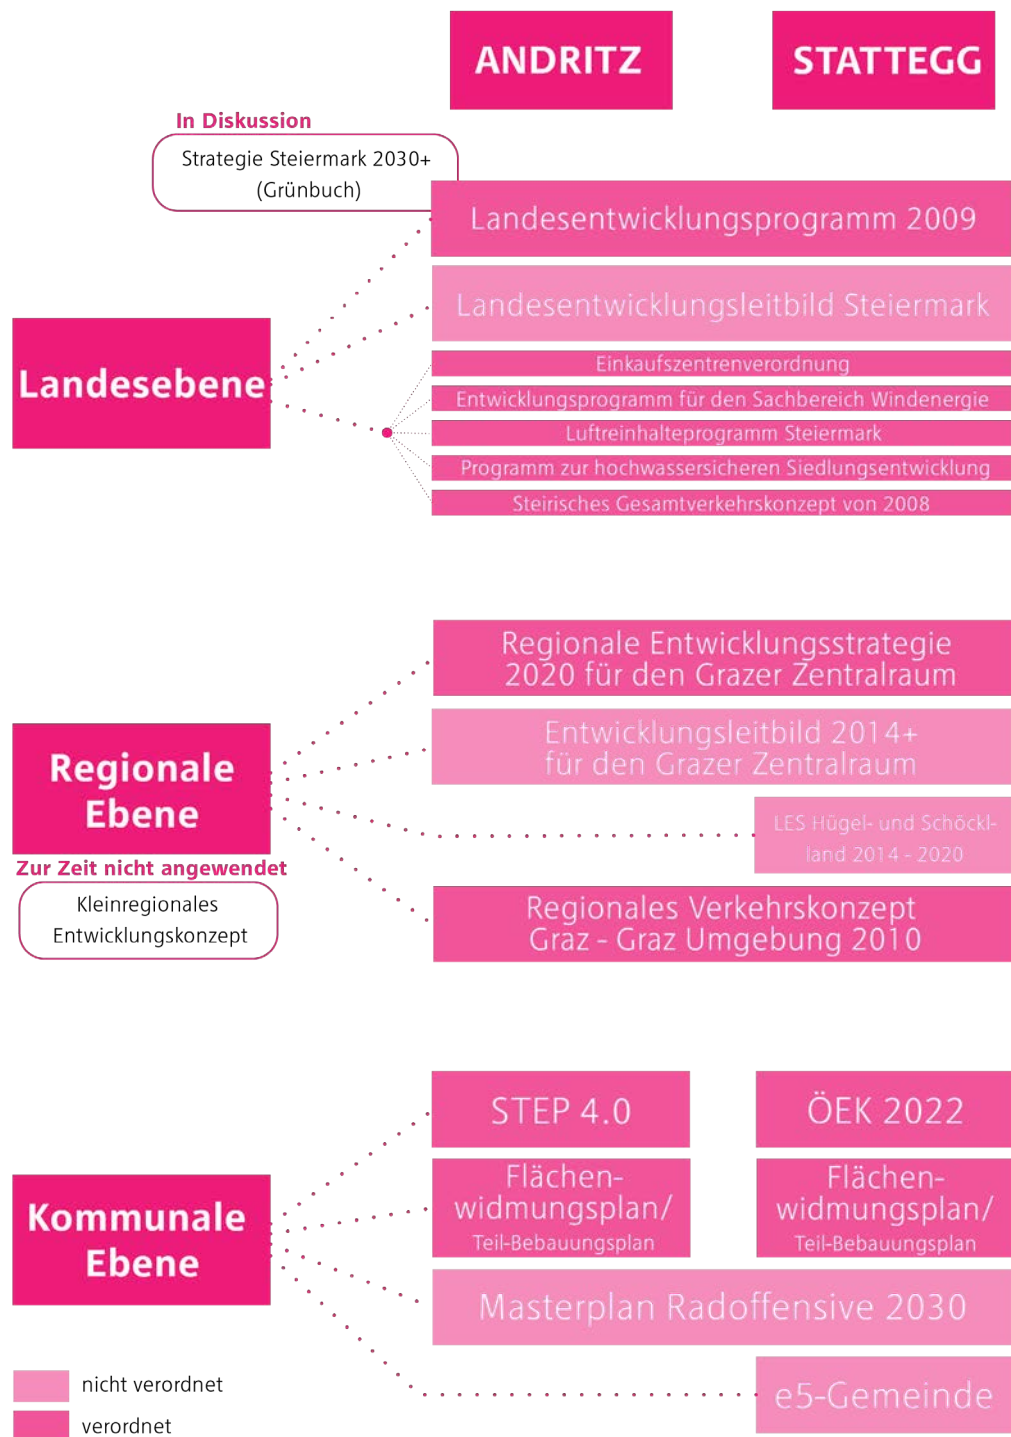 ANDRITZ
STATTEGG
In Diskussion
Strategie Steiermark 2030+
(Grünbuch)
Landesentwicklungsprogramm 2009
Landesentwicklungsleitbild Steiermark
Landesebene
Einkaufszentrenverordnung
Entwicklungsprogramm für den Sachbereich Windenergie
Luftreinhalteprogramm Steiermark
Programm zur hochwassersicheren Siedlungsentwicklung
Steirisches Gesamtverkehrskonzept von 2008
Regionale Entwicklungsstrategie
2020 für den Grazer Zentralraum
Entwicklungsleitbild 2014+
für den Grazer Zentralraum
Regionale
Ebene
LES Hügel- und Schöckl-
land 2014 - 2020
Zur Zeit nicht angewendet
Kleinregionales
Entwicklungskonzept
Regionales Verkehrskonzept
Graz - Graz Umgebung 2010
STEP 4.0
ÖEK 2022
Flächen-
widmungsplan/
Teil-Bebauungsplan
Flächen-
widmungsplan/
Teil-Bebauungsplan
Kommunale
Ebene
Masterplan Radoffensive 2030
e5-Gemeinde
nicht verordnet
verordnet